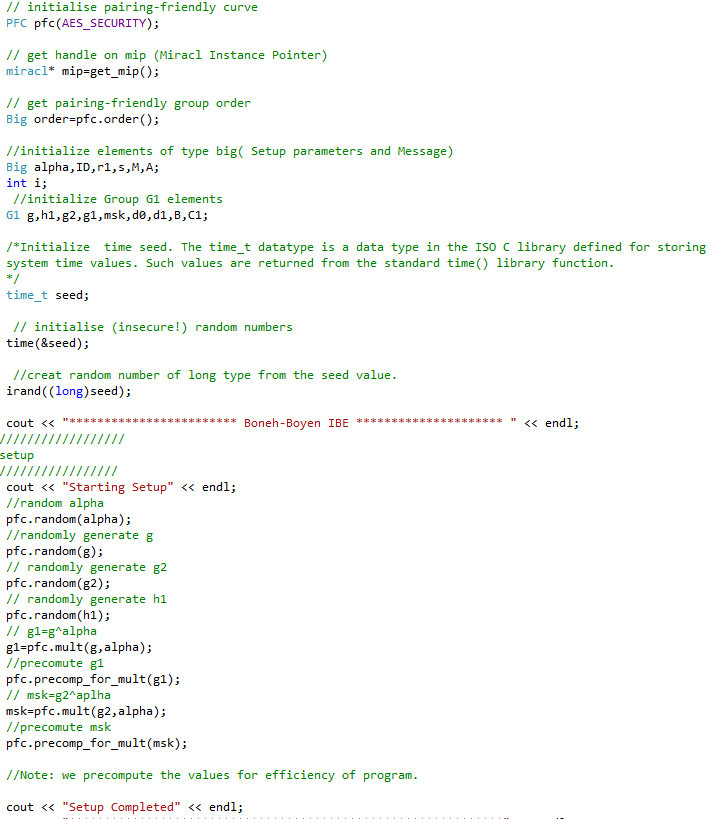 // initialise pairing-friendly curve
PFC pfc(AES_SECURITY);
// get handle on mip (Miracl Instance Pointer)
miracl* mip=get_mip();
// get pairing-friendly group order
Big order=pfc.order();
//initialize elements of type big( Setup parameters and Message)
Big alpha,ID,r1,s,M,A;
int i;
//initialize Group G1 elements
G1 g,h1,g2,g1,msk,d0,d1,B,C1;
/*Initialize  time seed. The time_t datatype is a data type in the ISO C library defined for storing
system time values. Such values are returned from the standard time() library function.
*/
time_t seed;
// initialise (insecure!) random numbers
time(&seed);
//creat random number of long type from the seed value.
irand((long)seed);
cout << "************************ Boneh-Boyen IBE ********************* " << endl;
//////////////////
setup
/////////////////
cout << "Starting Setup" << endl;
//random alpha
pfc.random(alpha);
//randomly generate g
pfc.random(g);
// randomly generate g2
pfc.random(g2);
// randomly generate h1
pfc.random(h1);
// g1=g^alpha
g1=pfc.mult(g,alpha);
//precomute g1
pfc.precomp_for_mult(g1);
// msk=g2^aplha
msk=pfc.mult(g2,alpha);
//precomute msk
pfc.precomp_for_mult(msk);
//Note: we precompute the values for efficiency of program.
cout << "Setup Completed" << endl;